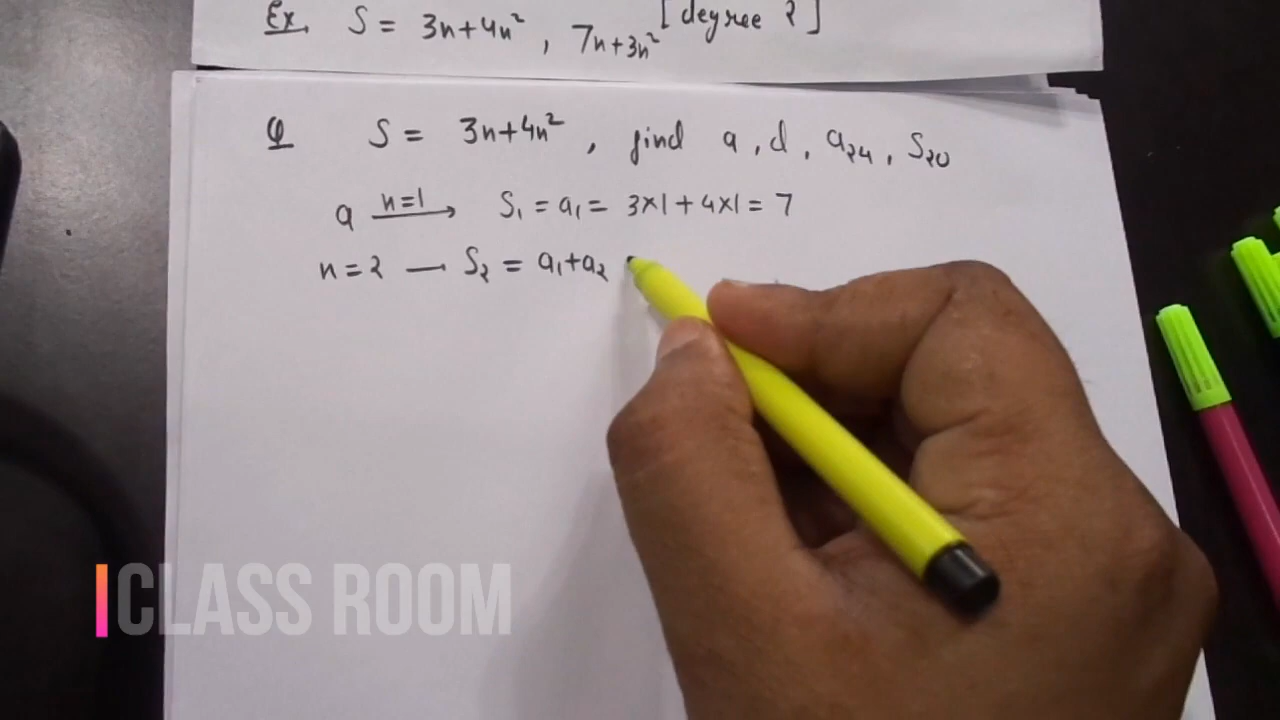 Ex. S = 3n+4n², 7n+3n² [degree 2]
Q S = 3n+4n², find a, d, a₂₄, S₂₀
a n=1 → S₁ = a₁ = 3×1 + 4×1 = 7
n=2 — S₂ = a₁+a₂
CLASS ROOM